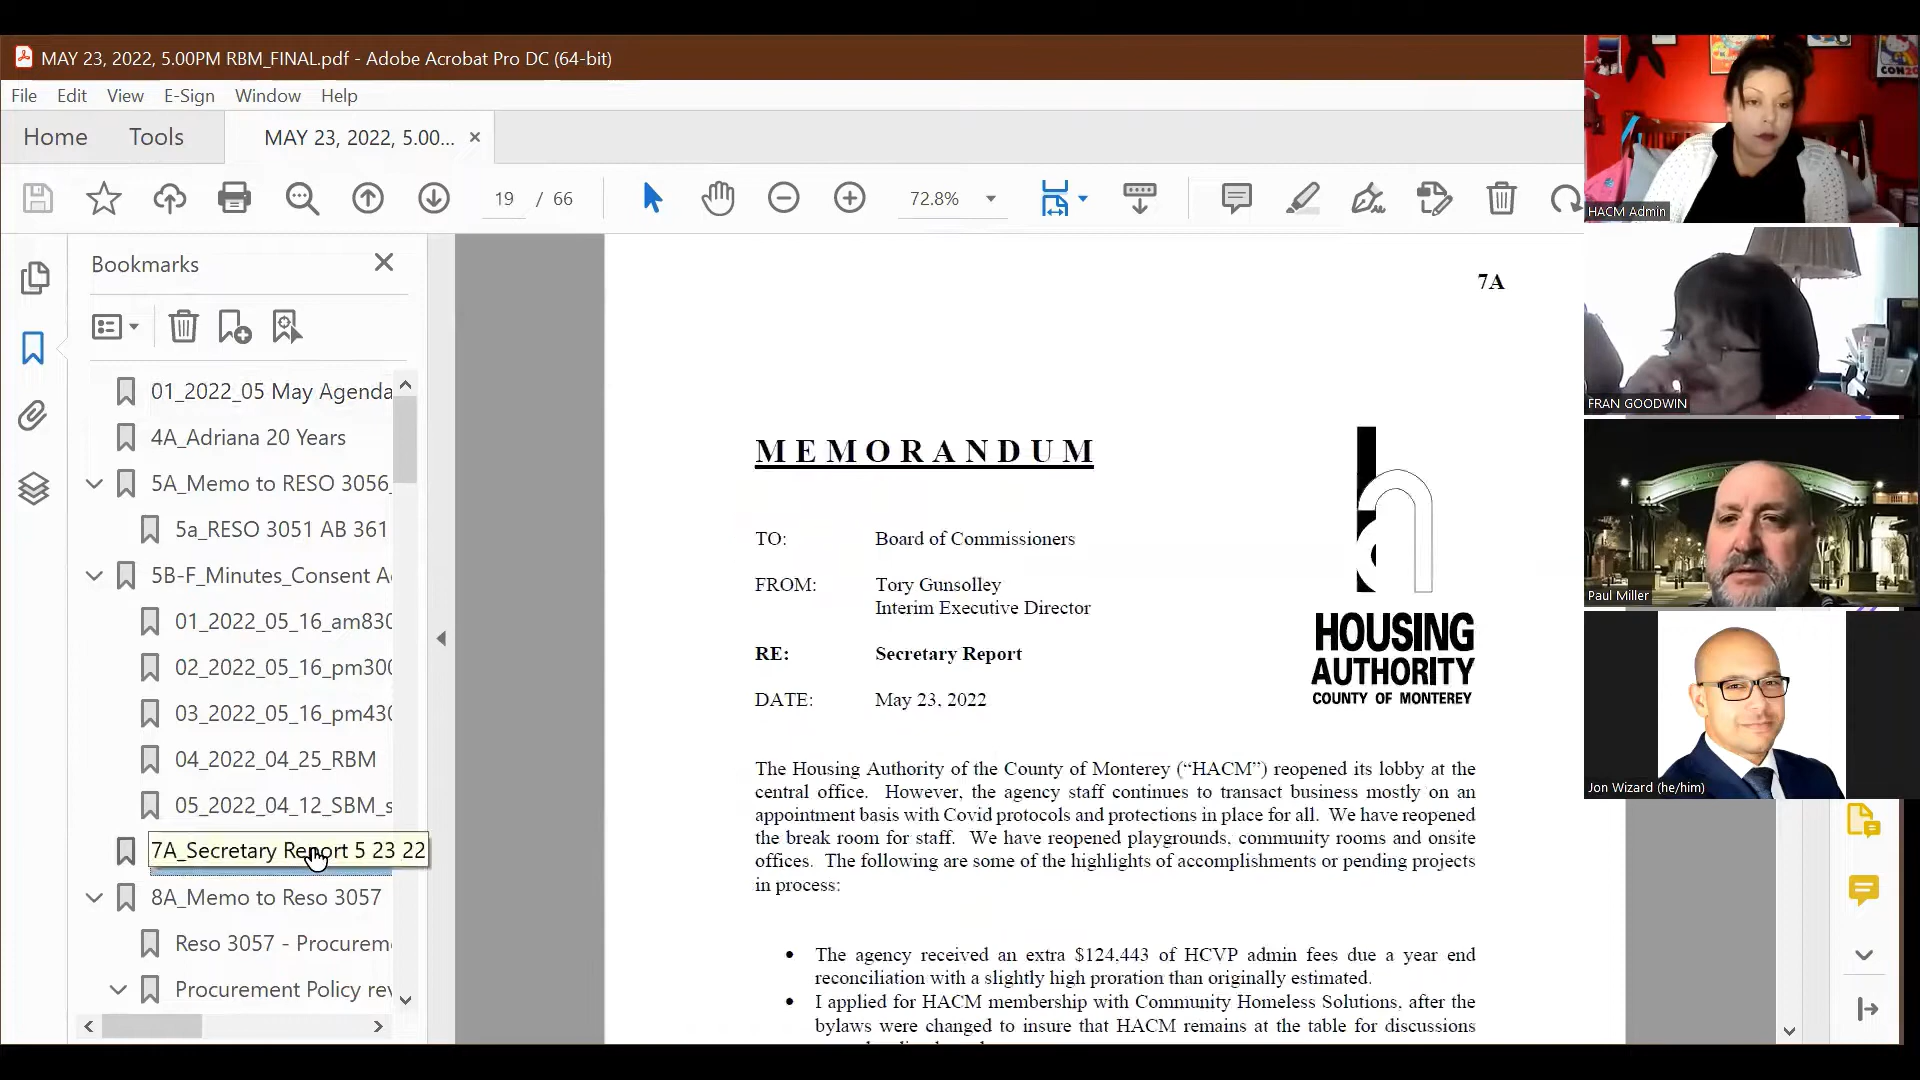 MAY 23, 2022, 5.00PM RBM_FINAL.pdf - Adobe Acrobat Pro DC (64-bit)
File Edit View E-Sign Window Help
Home Tools MAY 23, 2022, 5.00... ×
19 / 66 72.8%
Bookmarks
01_2022_05 May Agenda
4A_Adriana 20 Years
5A_Memo to RESO 3056_
5a_RESO 3051 AB 361
5B-F_Minutes_Consent A
01_2022_05_16_am830
02_2022_05_16_pm300
03_2022_05_16_pm430
04_2022_04_25_RBM
05_2022_04_12_SBM_s
7A_Secretary Report 5 23 22
8A_Memo to Reso 3057
Reso 3057 - Procurem
Procurement Policy rev
7A
MEMORANDUM
TO: Board of Commissioners
FROM: Tory Gunsolley
Interim Executive Director
RE: Secretary Report
DATE: May 23, 2022
ha
HOUSING
AUTHORITY
COUNTY OF MONTEREY
The Housing Authority of the County of Monterey (“HACM”) reopened its lobby at the
central office. However, the agency staff continues to transact business mostly on an
appointment basis with Covid protocols and protections in place for all. We have reopened
the break room for staff. We have reopened playgrounds, community rooms and onsite
offices. The following are some of the highlights of accomplishments or pending projects
in process:
• The agency received an extra $124,443 of HCVP admin fees due a year end
reconciliation with a slightly high proration than originally estimated.
• I applied for HACM membership with Community Homeless Solutions, after the
bylaws were changed to insure that HACM remains at the table for discussions
CON20
HACM Admin
FRAN GOODWIN
Paul Miller
Jon Wizard (he/him)